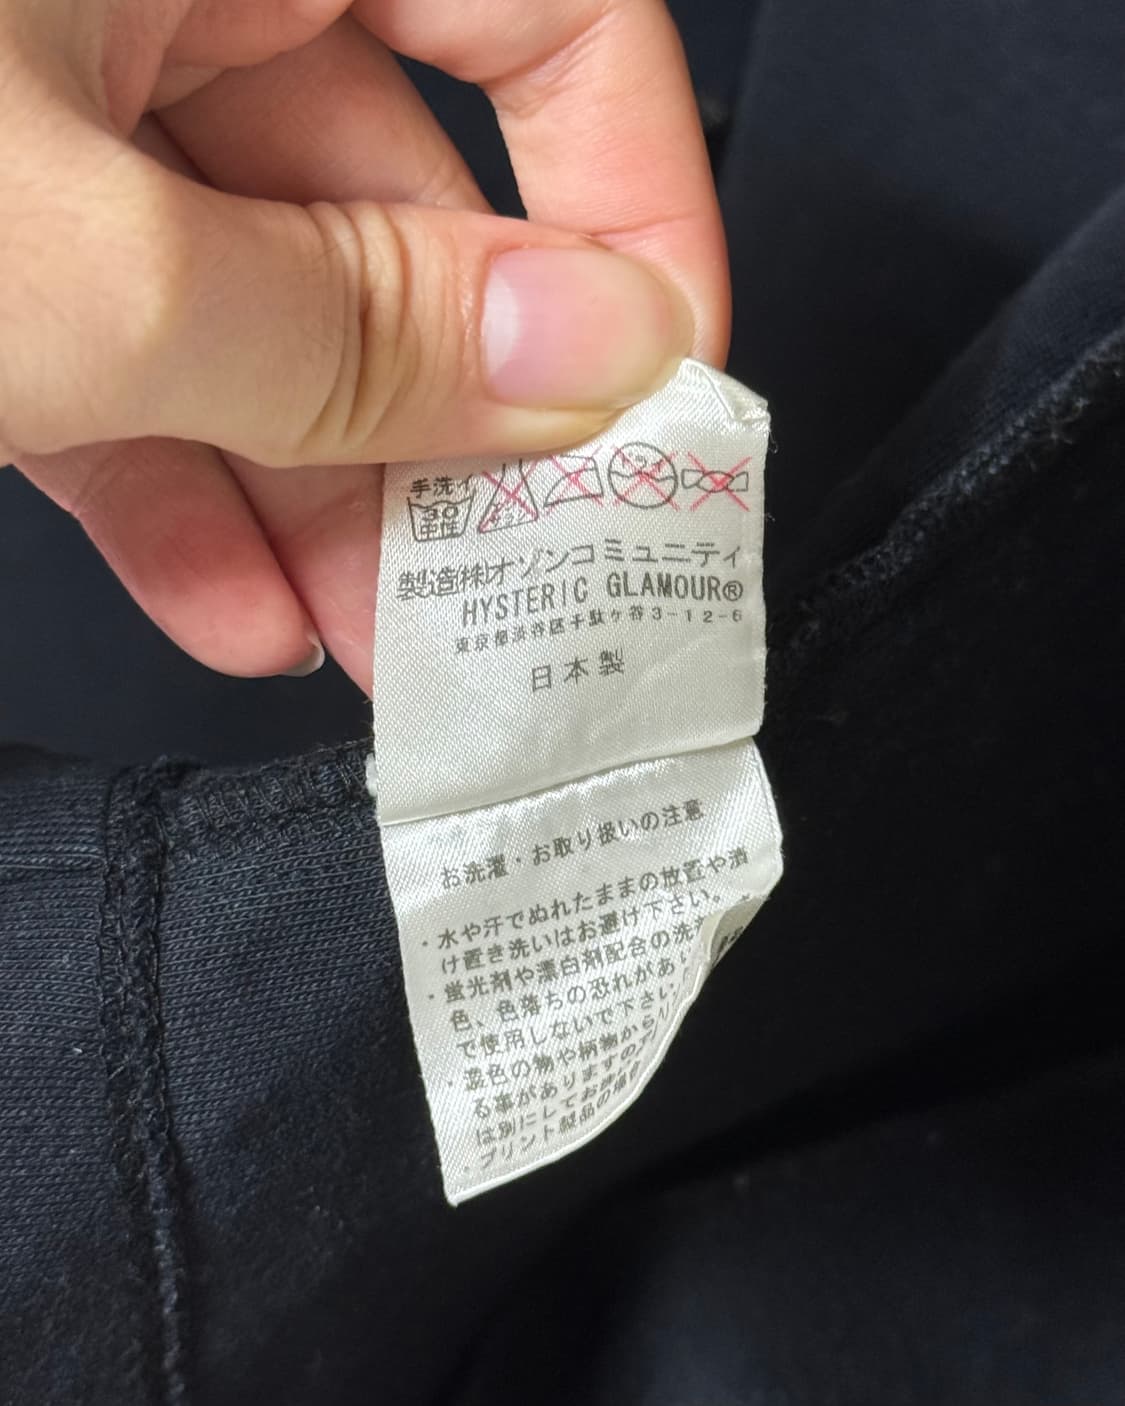 手洗イ
30
中性
製造㈱オゾンコミュニティ
HYSTERIC GLAMOUR®
東京都渋谷区千駄ヶ谷3-12-6
日本製
お洗濯・お取り扱いの注意
・水や汗でぬれたままの放置や漬
け置き洗いはお避け下さい。
・蛍光剤や漂白剤配合の洗
色、色落ちの恐れがあ
で使用しないで下さい
・混色の物や柄物から
る事がありますの
は別にしてお
・プリント製品の場合